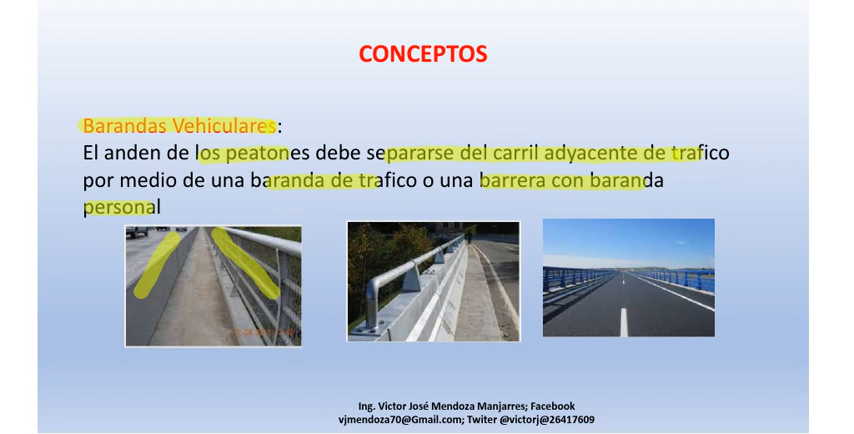 CONCEPTOS
Barandas Vehiculares:
El anden de los peatones debe separarse del carril adyacente de trafico
por medio de una baranda de trafico o una barrera con baranda
personal
Ing. Victor José Mendoza Manjarres; Facebook
vjmendoza70@Gmail.com; Twiter @victorj@26417609